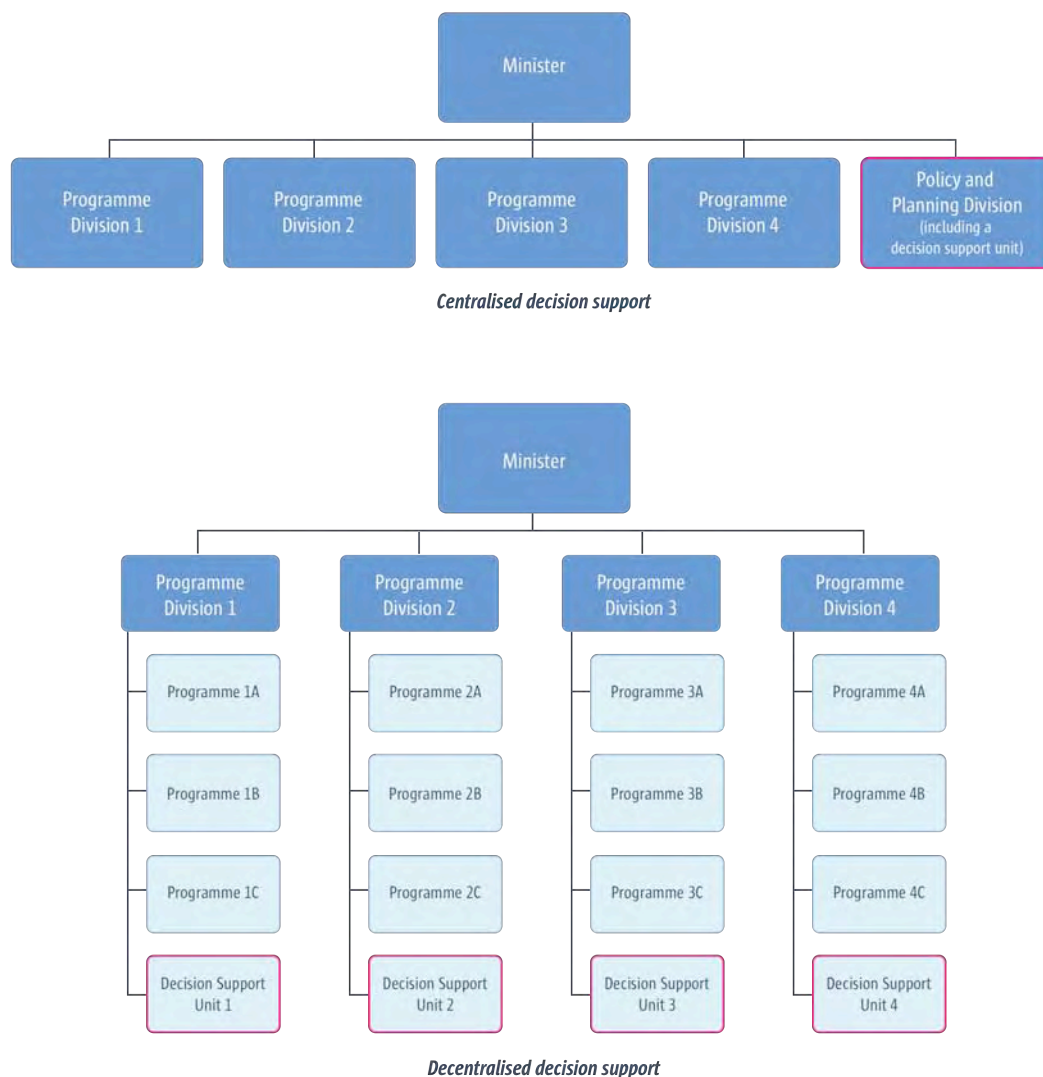 Minister
Programme
Division 1
Programme
Division 2
Programme
Division 3
Programme
Division 4
Policy and
Planning Division
(including a
decision support unit)
Centralised decision support
Minister
Programme
Division 1
Programme
Division 2
Programme
Division 3
Programme
Division 4
Programme 1A
Programme 2A
Programme 3A
Programme 4A
Programme 1B
Programme 2B
Programme 3B
Programme 4B
Programme 1C
Programme 2C
Programme 3C
Programme 4C
Decision Support
Unit 1
Decision Support
Unit 2
Decision Support
Unit 3
Decision Support
Unit 4
Decentralised decision support